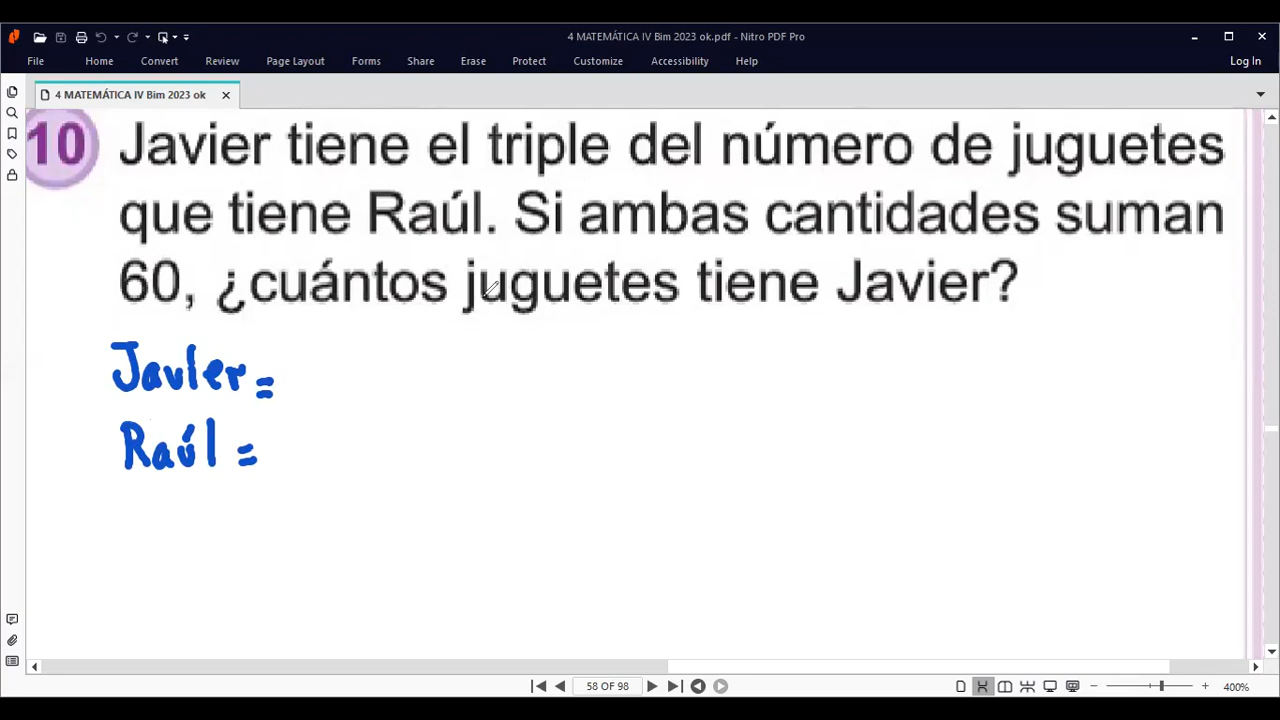 4 MATEMÁTICA IV Bim 2023 ok.pdf - Nitro PDF Pro
File Home Convert Review Page Layout Forms Share Erase Protect Customize Accessibility Help Log In
4 MATEMÁTICA IV Bim 2023 ok
10 Javier tiene el triple del número de juguetes
que tiene Raúl. Si ambas cantidades suman
60, ¿cuántos juguetes tiene Javier?
Javier =
Raúl =
58 OF 98
400%